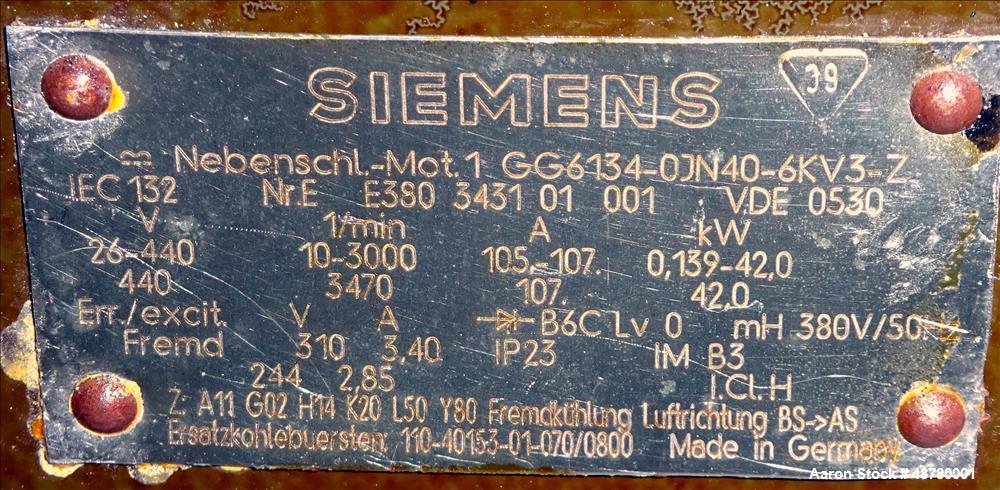 SIEMENS 39
Nebenschl.-Mot. 1 GG6134-0JN40-6KV3-Z
IEC 132 Nr.E E380 3431 01 001 VDE 0530
V 1/min A kW
26-440 10-3000 105,-107. 0,139-42,0
440 3470 107. 42,0
Err./excit. V A B6C Lv 0 mH 380V/50
Fremd 310 3,40 IP23 IM B3
244 2,85 I.Cl.H
Z: A11 G02 H14 K20 L50 Y80 Fremdkühlung Luftrichtung BS->AS
Ersatzkohlebuersten: 110-40153-01-070/0800 Made in Germany
Aaron Stock # 48780001